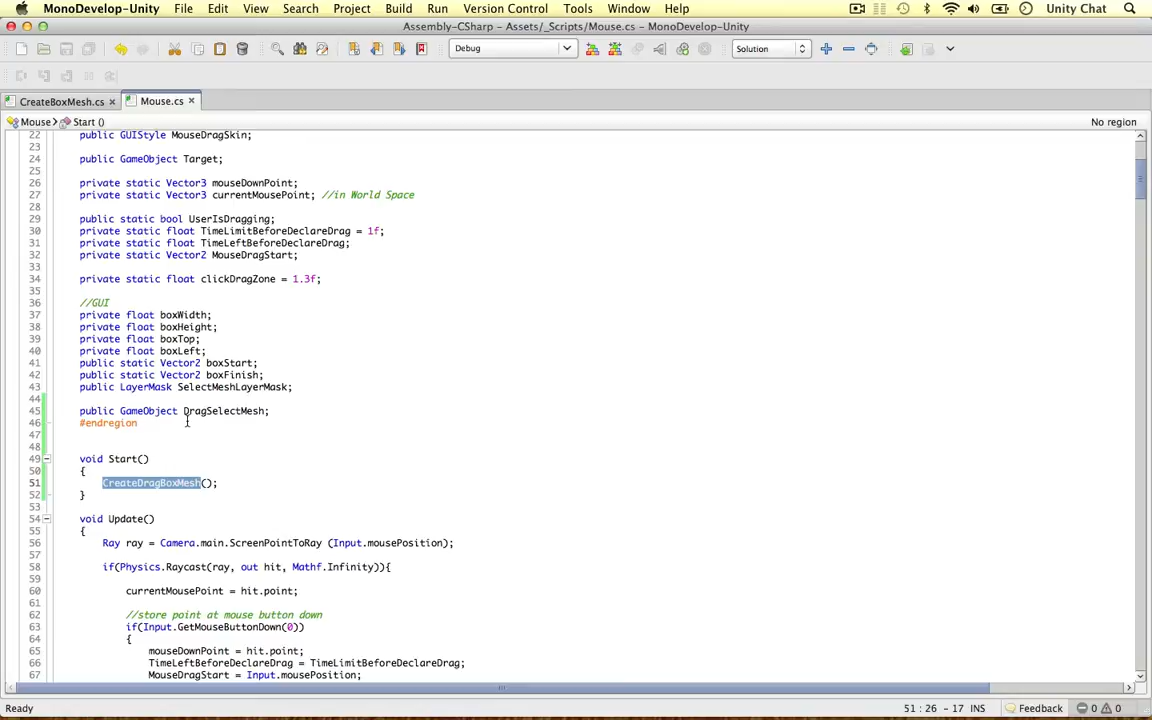 MonoDevelop-Unity File Edit View Search Project Build Run Version Control Tools Window Help Unity Chat
Assembly-CSharp - Assets/_Scripts/Mouse.cs - MonoDevelop-Unity
Debug Solution
CreateBoxMesh.cs × Mouse.cs ×
Mouse Start () No region
22 public GUIStyle MouseDragSkin;
23
24 public GameObject Target;
25
26 private static Vector3 mouseDownPoint;
27 private static Vector3 currentMousePoint; //in World Space
28
29 public static bool UserIsDragging;
30 private static float TimeLimitBeforeDeclareDrag = 1f;
31 private static float TimeLeftBeforeDeclareDrag;
32 private static Vector2 MouseDragStart;
33
34 private static float clickDragZone = 1.3f;
35
36 //GUI
37 private float boxWidth;
38 private float boxHeight;
39 private float boxTop;
40 private float boxLeft;
41 public static Vector2 boxStart;
42 public static Vector2 boxFinish;
43 public LayerMask SelectMeshLayerMask;
44
45 public GameObject DragSelectMesh;
46 #endregion
47
48
49 void Start()
50 {
51 CreateDragBoxMesh();
52 }
53
54 void Update()
55 {
56 Ray ray = Camera.main.ScreenPointToRay (Input.mousePosition);
57
58 if(Physics.Raycast(ray, out hit, Mathf.Infinity)){
59
60 currentMousePoint = hit.point;
61
62 //store point at mouse button down
63 if(Input.GetMouseButtonDown(0))
64 {
65 mouseDownPoint = hit.point;
66 TimeLeftBeforeDeclareDrag = TimeLimitBeforeDeclareDrag;
67 MouseDragStart = Input.mousePosition;
Ready 51 : 26 - 17 INS Feedback 0 0